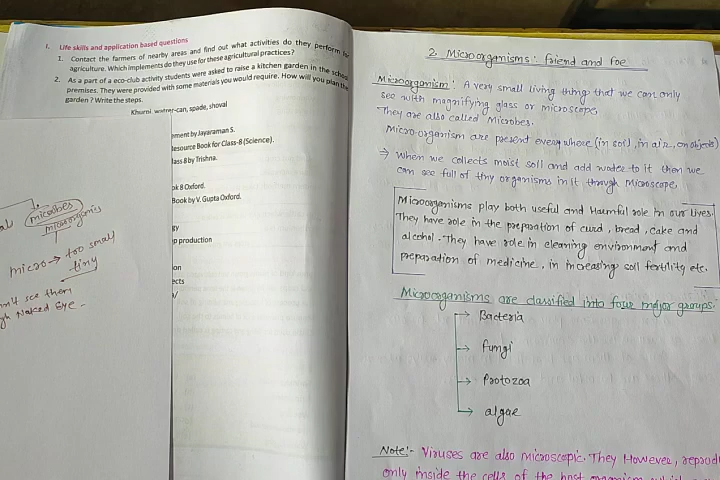 I. Life skills and application based questions
1. Contact the farmers of nearby areas and find out what activities do they perform
agriculture. Which implements do they use for these agricultural practices?
2. As a part of a eco-club activity students were asked to raise a kitchen garden in the school
premises. They were provided with some materials you would require. How will you plan the
garden ? Write the steps.
Khurpi, water-can, spade, shoval
ement by Jayaraman S.
esource Book for Class-8 (Science).
lass 8 by Trishna.
ok 8 Oxford.
Book by V. Gupta Oxford.
gy
p production
on
ects
microbes
microorganis
micro → too small
tiny
n't see them
gh Naked Eye -
2. Microorganisms : friend and foe
Microorganism : A very small living things that we can only
see with magnifying glass or microscope.
They are also called Microbes.
Micro-organism are present every where (in soil, in air, on objects)
→ When we collects moist soil and add water to it then we
can see full of tiny organisms in it through Microscope.
Microorganisms play both useful and Harmful role in our lives.
They have role in the preparation of curd, bread, cake and
alcohol. They have role in cleaning environment and
preparation of medicine, in increasing soil fertility etc.
Microorganisms are classified into four major groups.
→ Bacteria
→ fungi
→ Protozoa
→ algae
Note:- Viruses are also microscopic. They However, reprod
only inside the cells of the host